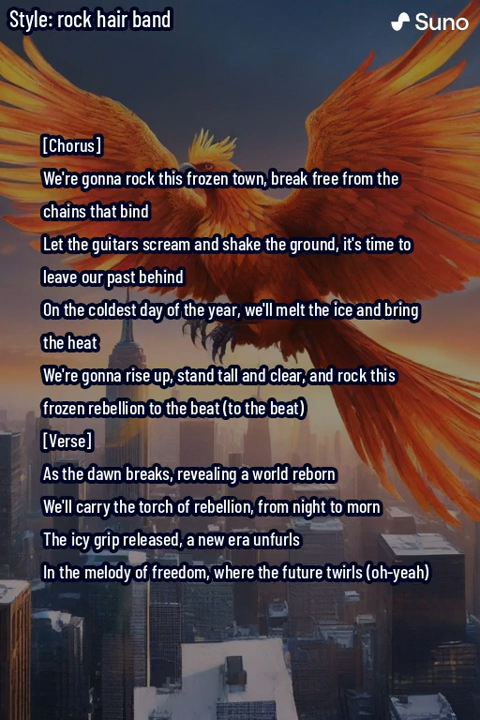 Style: rock hair band
Suno
[Chorus]
We're gonna rock this frozen town, break free from the
chains that bind
Let the guitars scream and shake the ground, it's time to
leave our past behind
On the coldest day of the year, we'll melt the ice and bring
the heat
We're gonna rise up, stand tall and clear, and rock this
frozen rebellion to the beat (to the beat)
[Verse]
As the dawn breaks, revealing a world reborn
We'll carry the torch of rebellion, from night to morn
The icy grip released, a new era unfurls
In the melody of freedom, where the future twirls (oh-yeah)